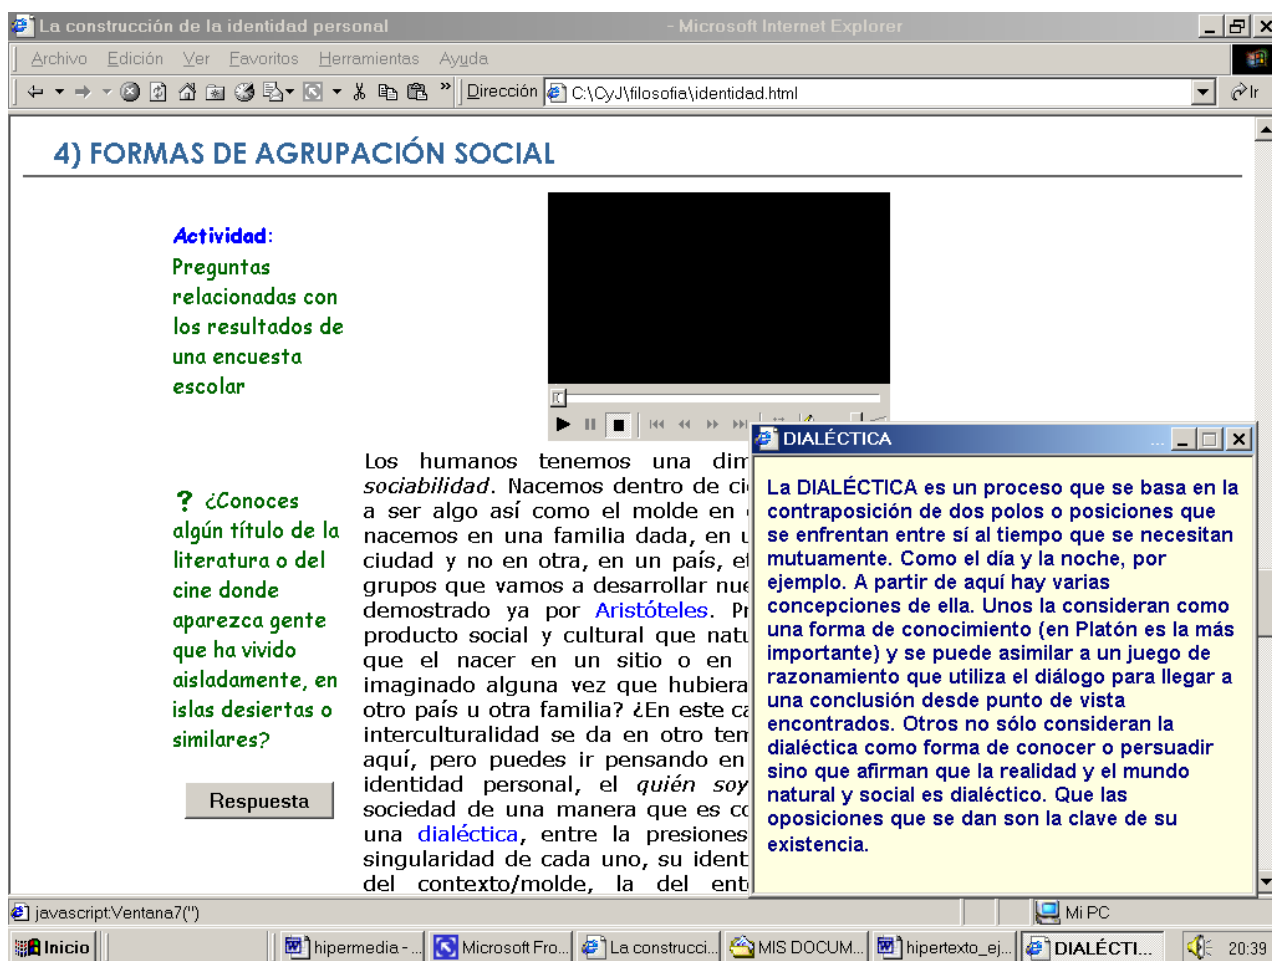 La construcción de la identidad personal - Microsoft Internet Explorer
Archivo Edición Ver Favoritos Herramientas Ayuda
» Dirección C:\CyJ\filosofia\identidad.html Ir
4) FORMAS DE AGRUPACIÓN SOCIAL
Actividad:
Preguntas
relacionadas con
los resultados de
una encuesta
escolar
? ¿Conoces
algún título de la
literatura o del
cine donde
aparezca gente
que ha vivido
aisladamente, en
islas desiertas o
similares?
Respuesta
Los humanos tenemos una dim
sociabilidad. Nacemos dentro de ci
a ser algo así como el molde en
nacemos en una familia dada, en u
ciudad y no en otra, en un país, et
grupos que vamos a desarrollar nue
demostrado ya por Aristóteles. Pr
producto social y cultural que natu
que el nacer en un sitio o en
imaginado alguna vez que hubiera
otro país u otra familia? ¿En este ca
interculturalidad se da en otro tem
aquí, pero puedes ir pensando en
identidad personal, el quién soy
sociedad de una manera que es co
una dialéctica, entre la presiones
singularidad de cada uno, su ident
del contexto/molde, la del ent
DIALÉCTICA ...
La DIALÉCTICA es un proceso que se basa en la
contraposición de dos polos o posiciones que
se enfrentan entre sí al tiempo que se necesitan
mutuamente. Como el día y la noche, por
ejemplo. A partir de aquí hay varias
concepciones de ella. Unos la consideran como
una forma de conocimiento (en Platón es la más
importante) y se puede asimilar a un juego de
razonamiento que utiliza el diálogo para llegar a
una conclusión desde punto de vista
encontrados. Otros no sólo consideran la
dialéctica como forma de conocer o persuadir
sino que afirman que la realidad y el mundo
natural y social es dialéctico. Que las
oposiciones que se dan son la clave de su
existencia.
javascript:Ventana7('') Mi PC
Inicio hipermedia - ... Microsoft Fro... La construcci... MIS DOCUM... hipertexto_ej... DIALÉCTI... 20:39